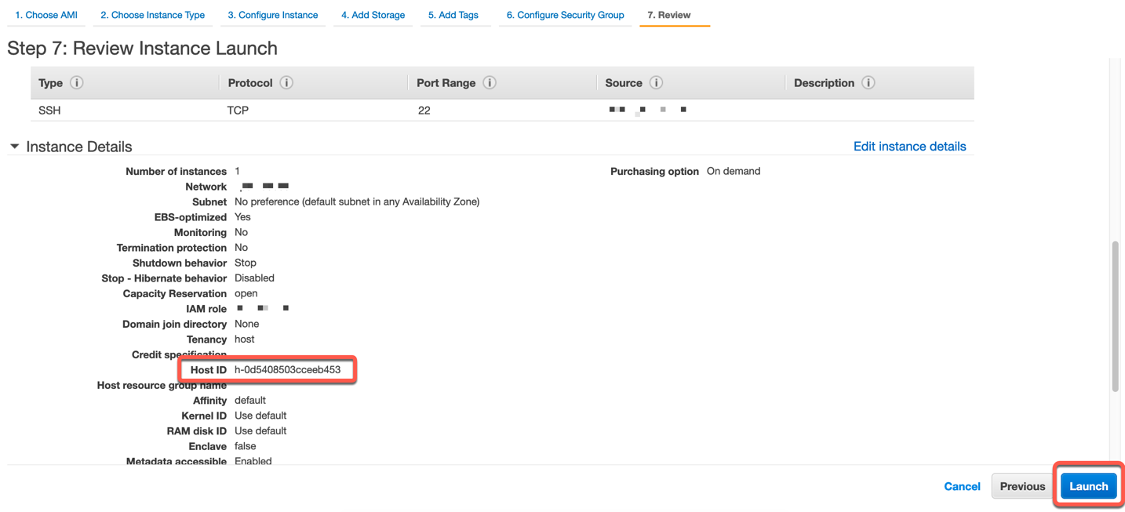 1. Choose AMI 2. Choose Instance Type 3. Configure Instance 4. Add Storage 5. Add Tags 6. Configure Security Group 7. Review
Step 7: Review Instance Launch
Type i Protocol i Port Range i Source i Description i
SSH TCP 22
Instance Details Edit instance details
Number of instances 1 Purchasing option On demand
Network
Subnet No preference (default subnet in any Availability Zone)
EBS-optimized Yes
Monitoring No
Termination protection No
Shutdown behavior Stop
Stop - Hibernate behavior Disabled
Capacity Reservation open
IAM role
Domain join directory None
Tenancy host
Credit specification
Host ID h-0d5408503cceeb453
Host resource group name
Affinity default
Kernel ID Use default
RAM disk ID Use default
Enclave false
Metadata accessible Enabled
Cancel Previous Launch